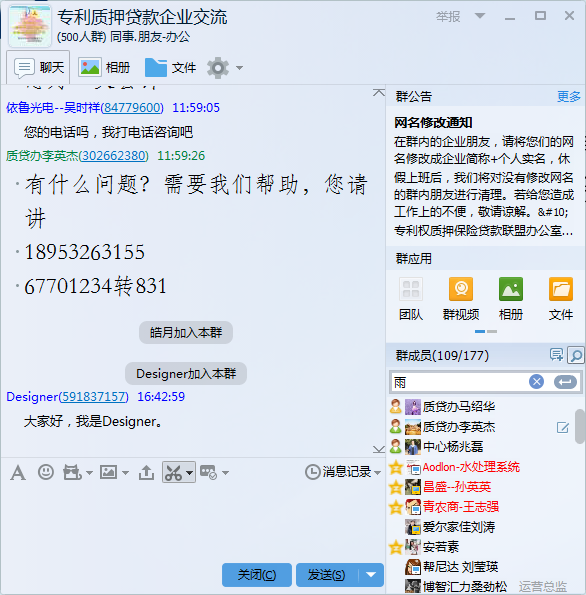 专利质押贷款企业交流
举报
(500人群) 同事.朋友-办公
聊天
相册
文件
侬鲁光电--吴时祥(84779600) 11:59:05
您的电话吗，我打电话咨询吧
质贷办李英杰(302662380) 11:59:26
有什么问题？需要我们帮助，您请
讲
18953263155
67701234转831
皓月加入本群
Designer加入本群
Designer(591837157) 16:42:59
大家好，我是Designer。
消息记录
关闭(C)
发送(S)
群公告
更多
网名修改通知
在群内的企业朋友，请将您们的网
名修改成企业简称+个人实名，休
假上班后，我们将对没有修改网名
的群内朋友进行清理。若给您造成
工作上的不便，敬请谅解。&#10;
专利权质押保险贷款联盟办公室...
群应用
团队
群视频
相册
文件
群成员(109/177)
雨
质贷办马绍华
质贷办李英杰
中心杨兆磊
Aodlon-水处理系统
昌盛--孙英英
青农商-王志强
爱尔家佳刘涛
安若素
帮尼达 刘莹瑛
博智汇力桑劲松 运营总监